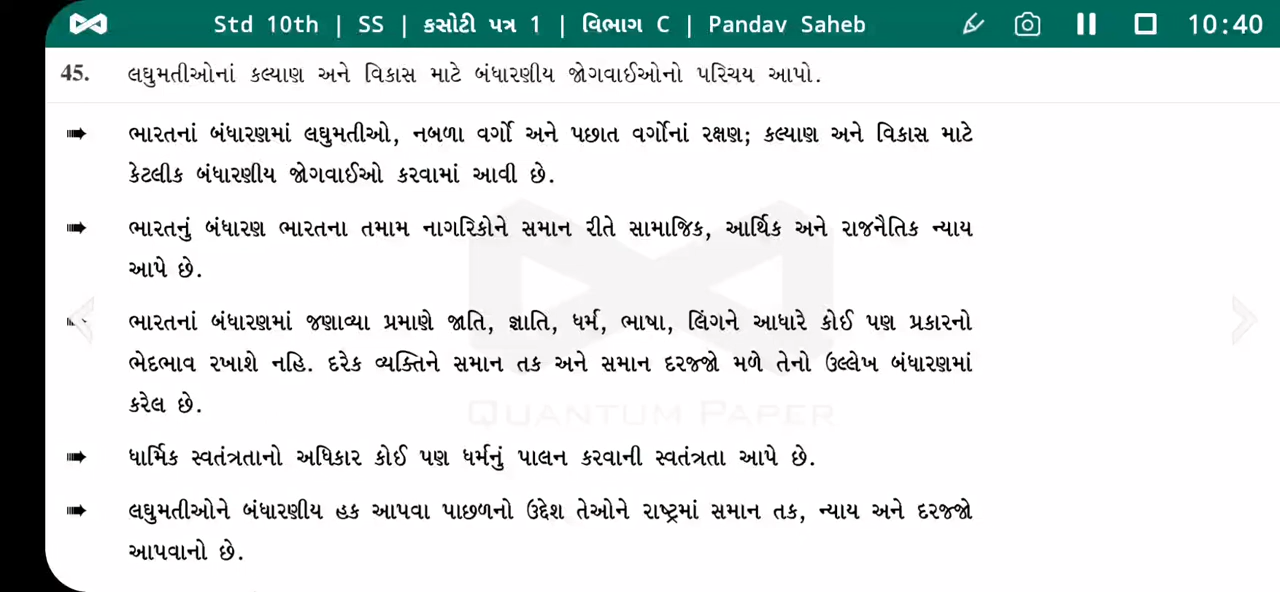 Std 10th | SS | કસોટી પત્ર 1 | વિભાગ C | Pandav Saheb
10:40
45. લઘુમતીઓનાં કલ્યાણ અને વિકાસ માટે બંધારણીય જોગવાઈઓનો પરિચય આપો.
ભારતનાં બંધારણમાં લઘુમતીઓ, નબળા વર્ગો અને પછાત વર્ગોનાં રક્ષણ; કલ્યાણ અને વિકાસ માટે
કેટલીક બંધારણીય જોગવાઈઓ કરવામાં આવી છે.
ભારતનું બંધારણ ભારતના તમામ નાગરિકોને સમાન રીતે સામાજિક, આર્થિક અને રાજનૈતિક ન્યાય
આપે છે.
ભારતનાં બંધારણમાં જણાવ્યા પ્રમાણે જાતિ, જ્ઞાતિ, ધર્મ, ભાષા, લિંગને આધારે કોઈ પણ પ્રકારનો
ભેદભાવ રખાશે નહિ. દરેક વ્યક્તિને સમાન તક અને સમાન દરજ્જો મળે તેનો ઉલ્લેખ બંધારણમાં
કરેલ છે.
QUANTUM PAPER
ધાર્મિક સ્વતંત્રતાનો અધિકાર કોઈ પણ ધર્મનું પાલન કરવાની સ્વતંત્રતા આપે છે.
લઘુમતીઓને બંધારણીય હક આપવા પાછળનો ઉદ્દેશ તેઓને રાષ્ટ્રમાં સમાન તક, ન્યાય અને દરજ્જો
આપવાનો છે.